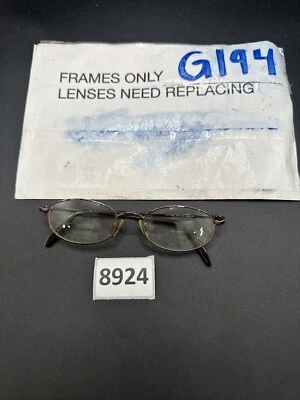 G194
FRAMES ONLY
LENSES NEED REPLACING
8924